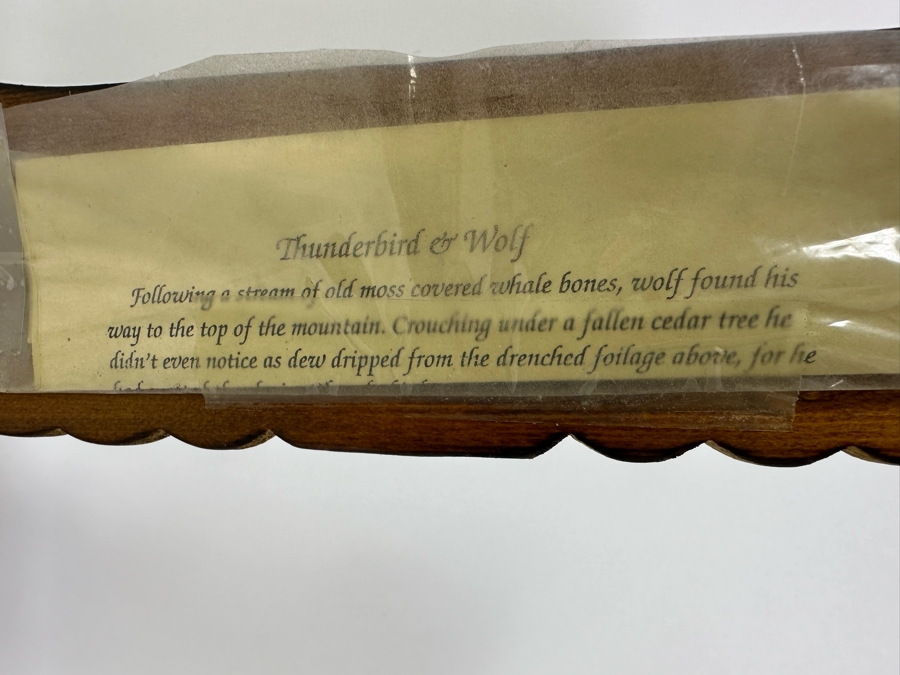 Thunderbird & Wolf
Following a stream of old moss covered whale bones, wolf found his
way to the top of the mountain. Crouching under a fallen cedar tree he
didn't even notice as dew dripped from the drenched foilage above, for he